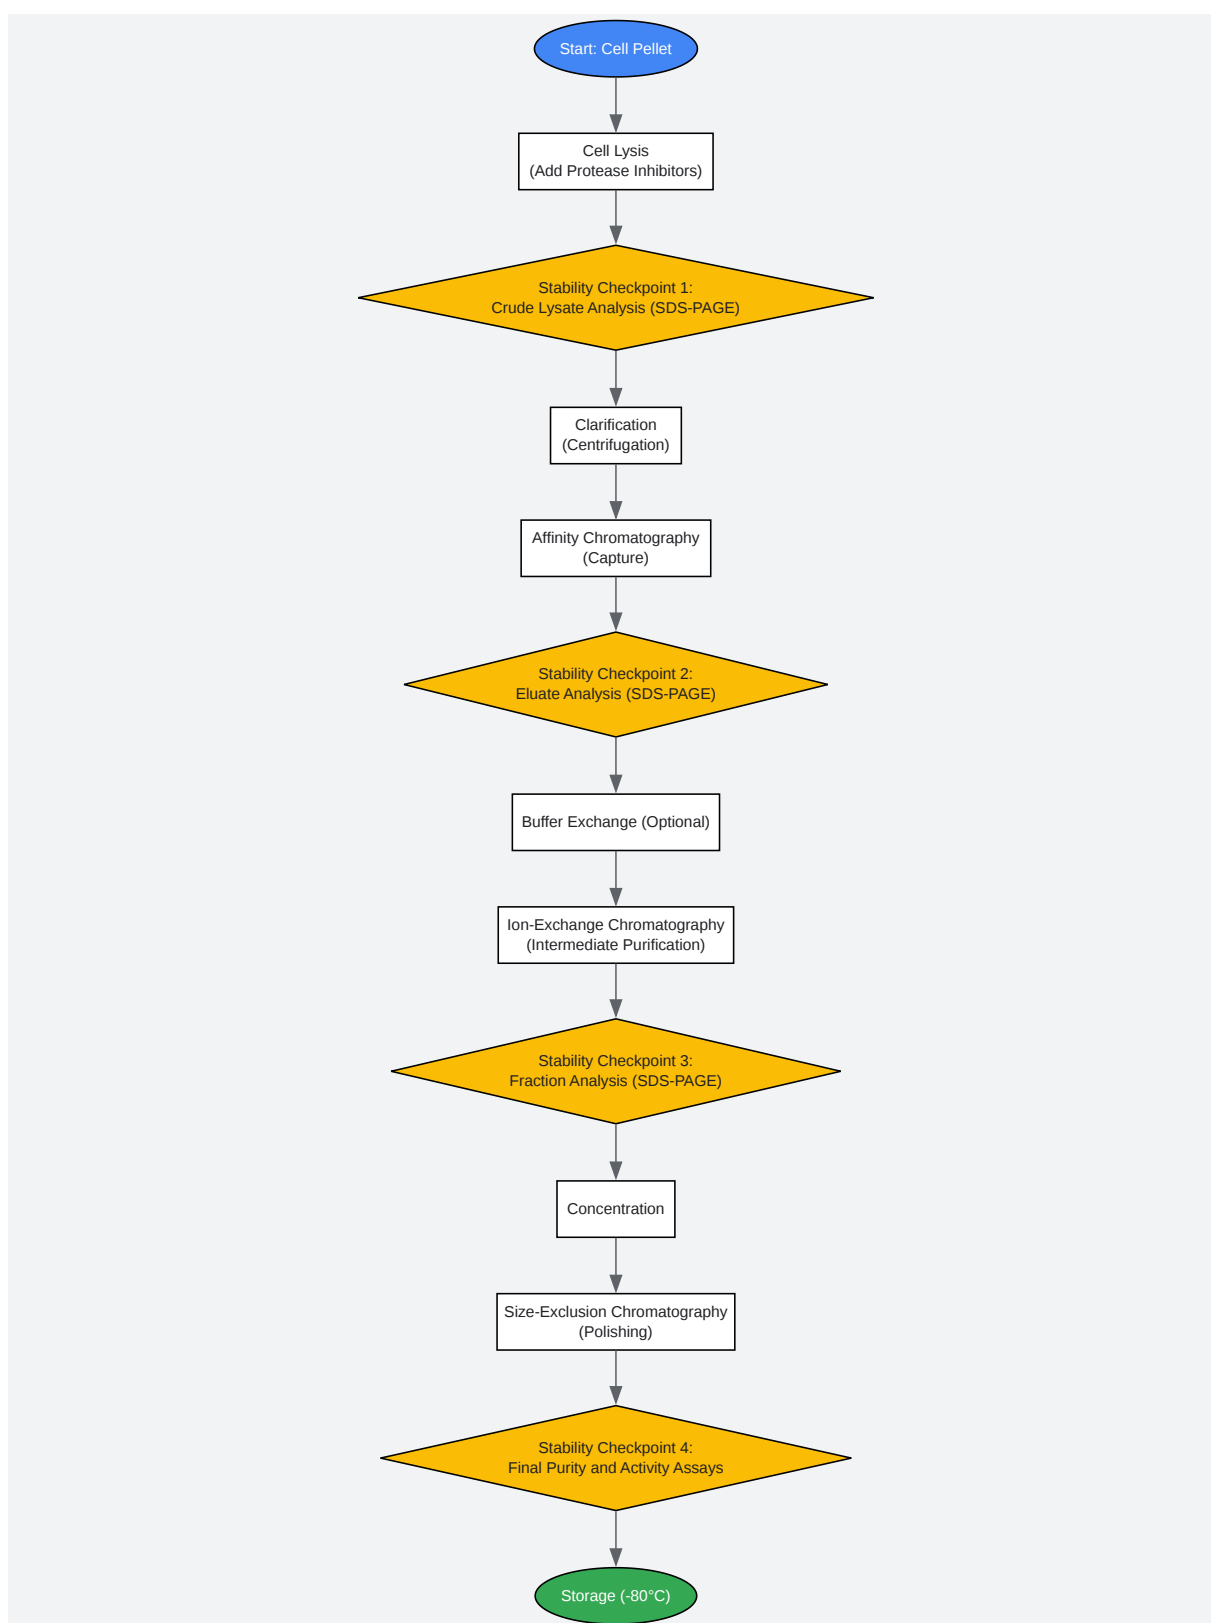 Start: Cell Pellet
Cell Lysis
(Add Protease Inhibitors)
Stability Checkpoint 1:
Crude Lysate Analysis (SDS-PAGE)
Clarification
(Centrifugation)
Affinity Chromatography
(Capture)
Stability Checkpoint 2:
Eluate Analysis (SDS-PAGE)
Buffer Exchange (Optional)
Ion-Exchange Chromatography
(Intermediate Purification)
Stability Checkpoint 3:
Fraction Analysis (SDS-PAGE)
Concentration
Size-Exclusion Chromatography
(Polishing)
Stability Checkpoint 4:
Final Purity and Activity Assays
Storage (-80°C)